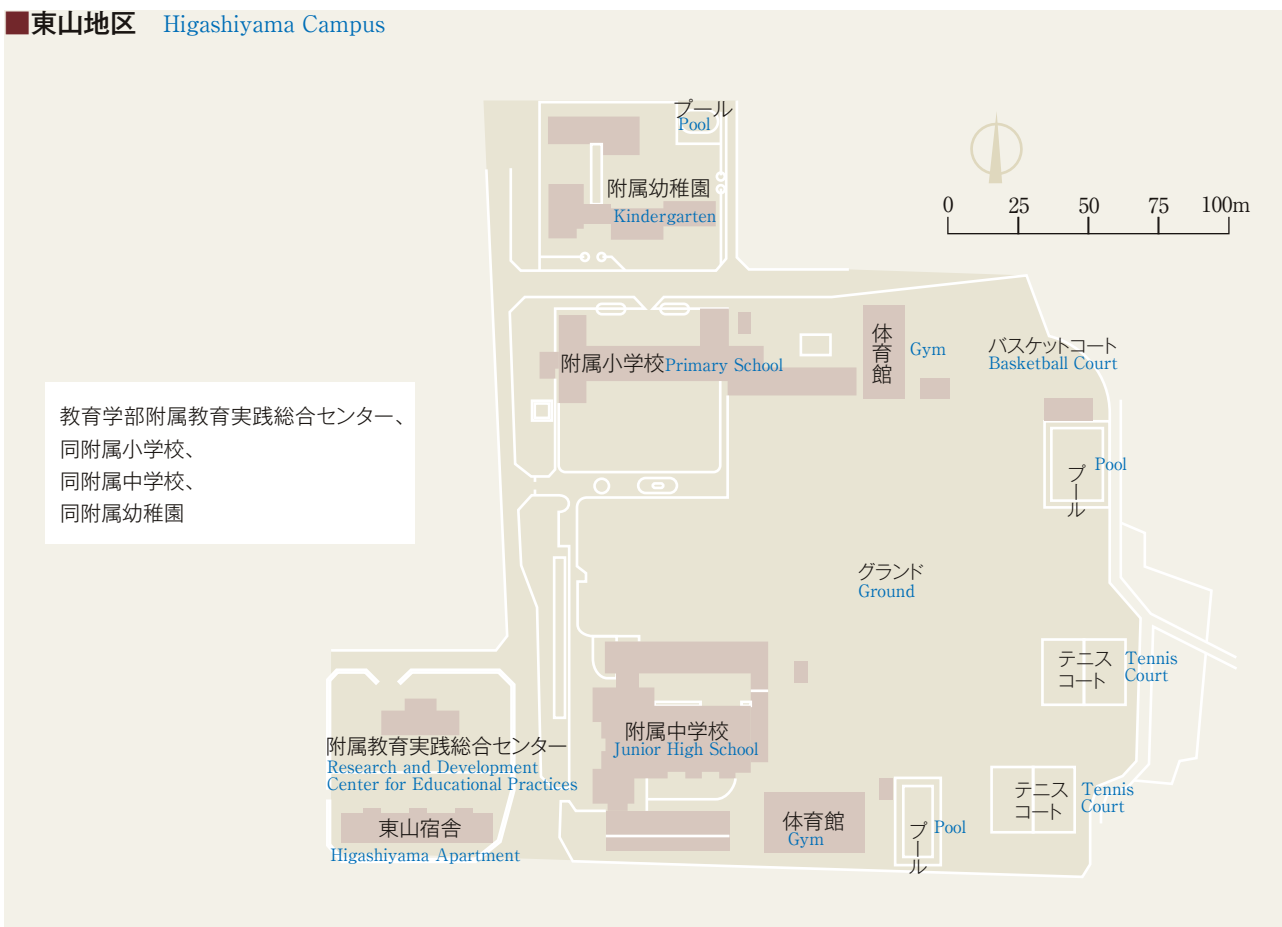 ■東山地区 Higashiyama Campus
プール
Pool
附属幼稚園
Kindergarten
0 25 50 75 100m
体育館
Gym
バスケットコート
Basketball Court
附属小学校 Primary School
教育学部附属教育実践総合センター、
同附属小学校、
同附属中学校、
同附属幼稚園
プール
Pool
グランド
Ground
テニス
コート
Tennis
Court
附属中学校
Junior High School
附属教育実践総合センター
Research and Development
Center for Educational Practices
テニス
コート
Tennis
Court
東山宿舎
Higashiyama Apartment
体育館
Gym
プール
Pool